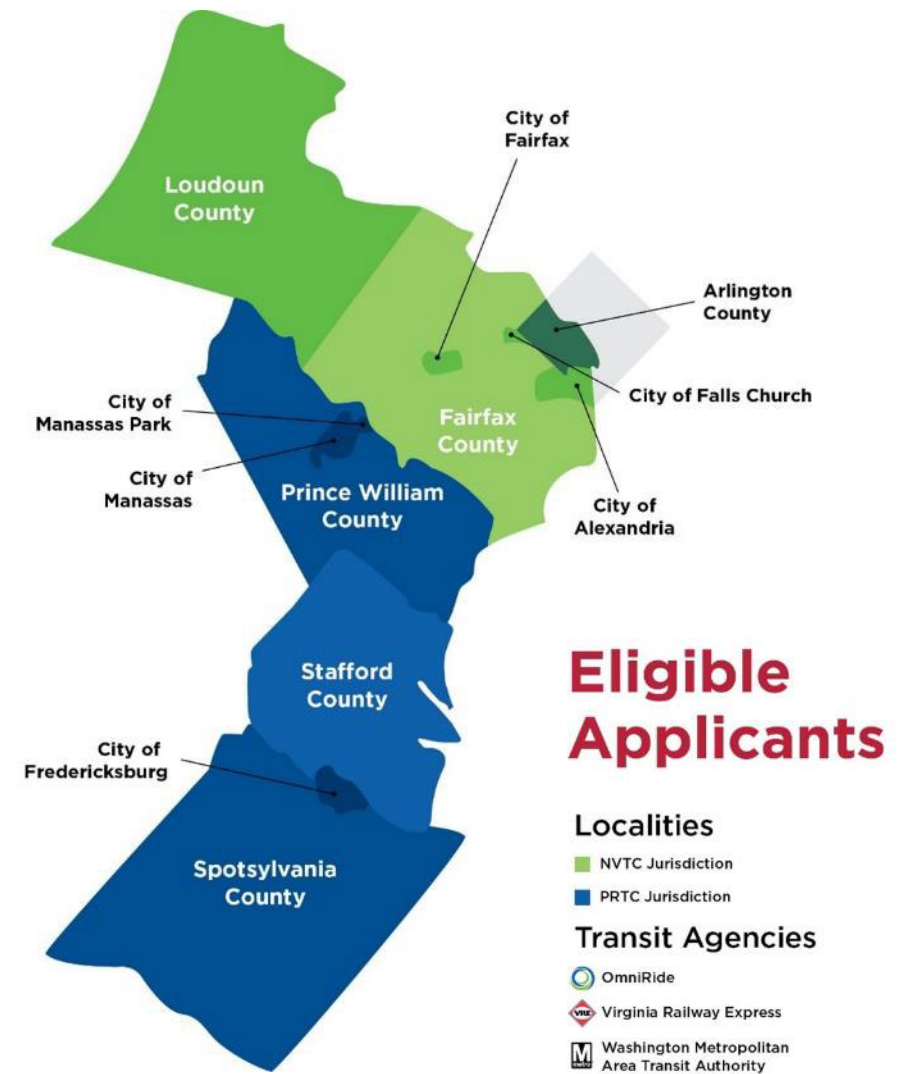 City of
Fairfax
Loudoun
County
Arlington
County
City of Falls Church
City of
Manassas Park
Fairfax
County
City of
Manassas
Prince William
County
City of
Alexandria
Stafford
County
Eligible
Applicants
City of
Fredericksburg
Localities
Spotsylvania
County
NVTC Jurisdiction
PRTC Jurisdiction
Transit Agencies
OmniRide
VRE
Virginia Railway Express
M
metro
Washington Metropolitan
Area Transit Authority